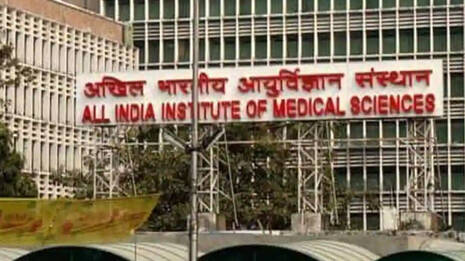 अखिल भारतीय आयुर्विज्ञान संस्थान
ALL INDIA INSTITUTE OF MEDICAL SCIENCES